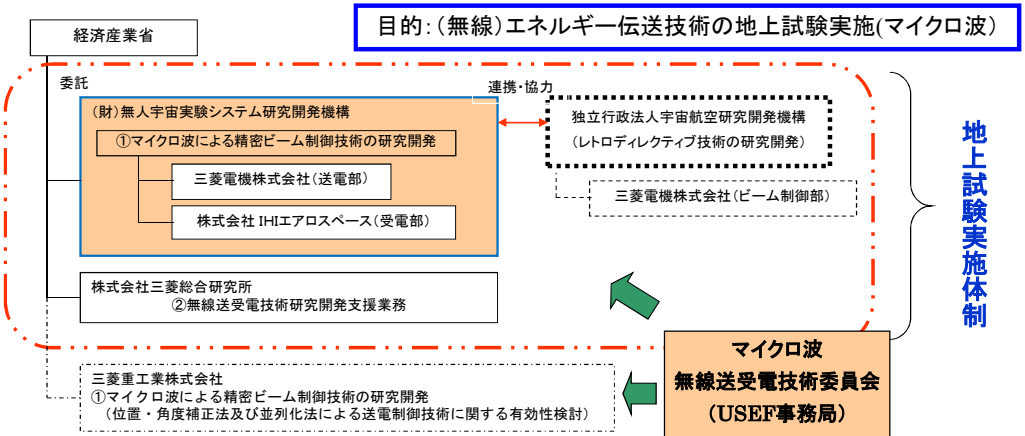 目的:(無線)エネルギー伝送技術の地上試験実施(マイクロ波)
経済産業省
委託
連携・協力
(財)無人宇宙実験システム研究開発機構
①マイクロ波による精密ビーム制御技術の研究開発
三菱電機株式会社(送電部)
株式会社 IHIエアロスペース(受電部)
独立行政法人宇宙航空研究開発機構
(レトロディレクティブ技術の研究開発)
三菱電機株式会社(ビーム制御部)
地上試験実施体制
株式会社三菱総合研究所
②無線送受電技術研究開発支援業務
マイクロ波
無線送受電技術委員会
(USEF事務局)
三菱重工業株式会社
①マイクロ波による精密ビーム制御技術の研究開発
(位置・角度補正法及び並列化法による送電制御技術に関する有効性検討)